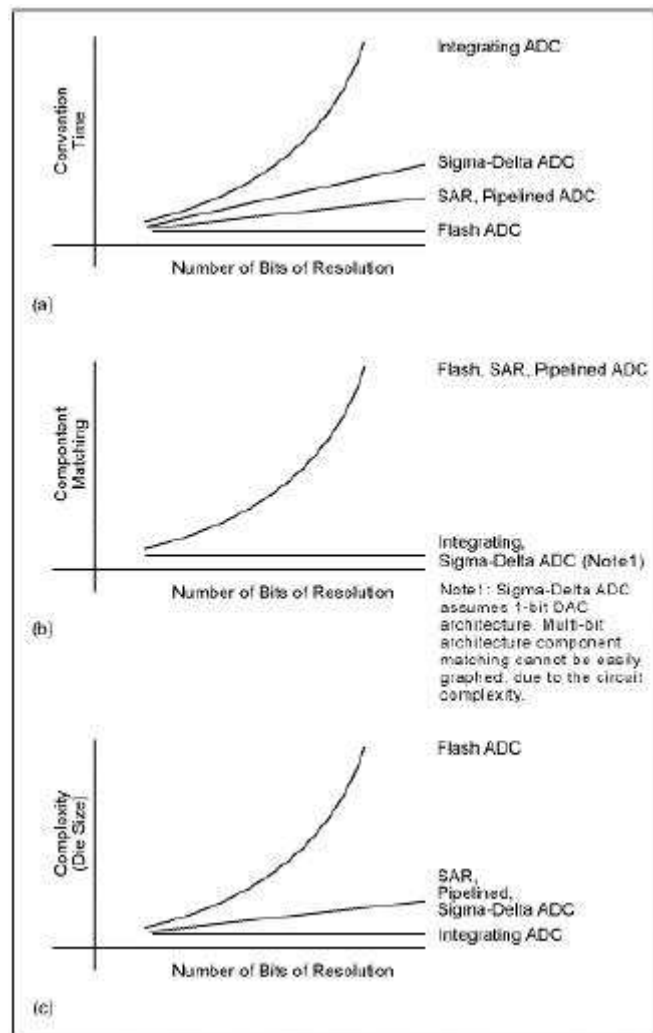 Integrating ADC
Convention
Time
Sigma-Delta ADC
SAR, Pipelined ADC
Flash ADC
Number of Bits of Resolution
(a)
Flash, SAR, Pipelined ADC
Compontent
Matching
Integrating,
Sigma-Delta ADC (Note1)
Number of Bits of Resolution
Note1: Sigma-Delta ADC
assumes 1-bit DAC
architecture. Multi-bit
architecture component
matching cannot be easily
graphed, due to the circuit
complexity.
(b)
Flash ADC
Complexity
(Die Size)
SAR,
Pipelined,
Sigma-Delta ADC
Integrating ADC
Number of Bits of Resolution
(c)